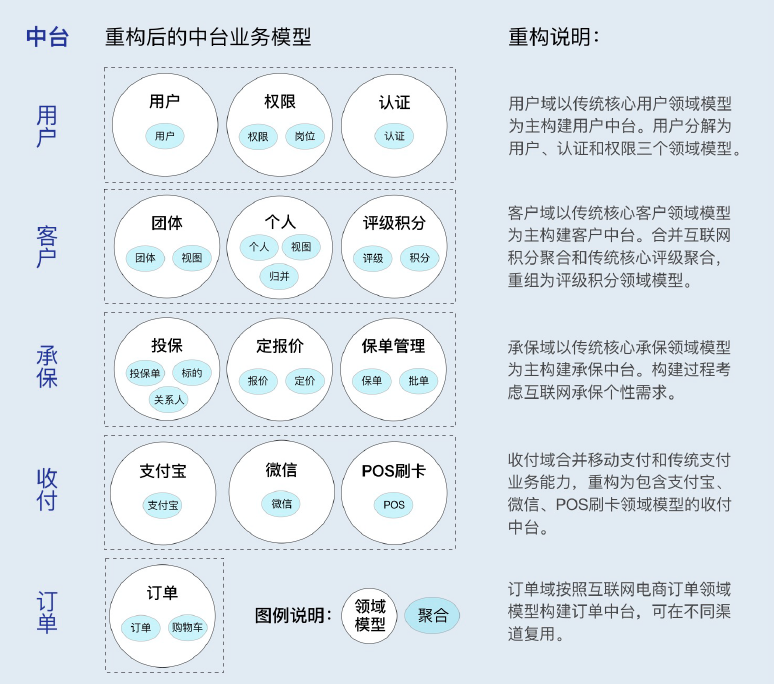 中台 重构后的中台业务模型 重构说明：
用户
用户 权限 认证
用户 权限 岗位 认证
用户域以传统核心用户领域模型
为主构建用户中台。用户分解为
用户、认证和权限三个领域模型。
客户
团体 个人 评级积分
团体 视图 个人 视图 评级 积分
归并
客户域以传统核心客户领域模型
为主构建客户中台。合并互联网
积分聚合和传统核心评级聚合，
重组为评级积分领域模型。
承保
投保 定报价 保单管理
投保单 标的 报价 定价 保单 批单
关系人
承保域以传统核心承保领域模型
为主构建承保中台。构建过程考
虑互联网承保个性需求。
收付
支付宝 微信 POS刷卡
支付宝 微信 POS
收付域合并移动支付和传统支付
业务能力，重构为包含支付宝、
微信、POS刷卡领域模型的收付
中台。
订单
订单
订单 购物车
图例说明： 领域
模型
聚合
订单域按照互联网电商订单领域
模型构建订单中台，可在不同渠
道复用。